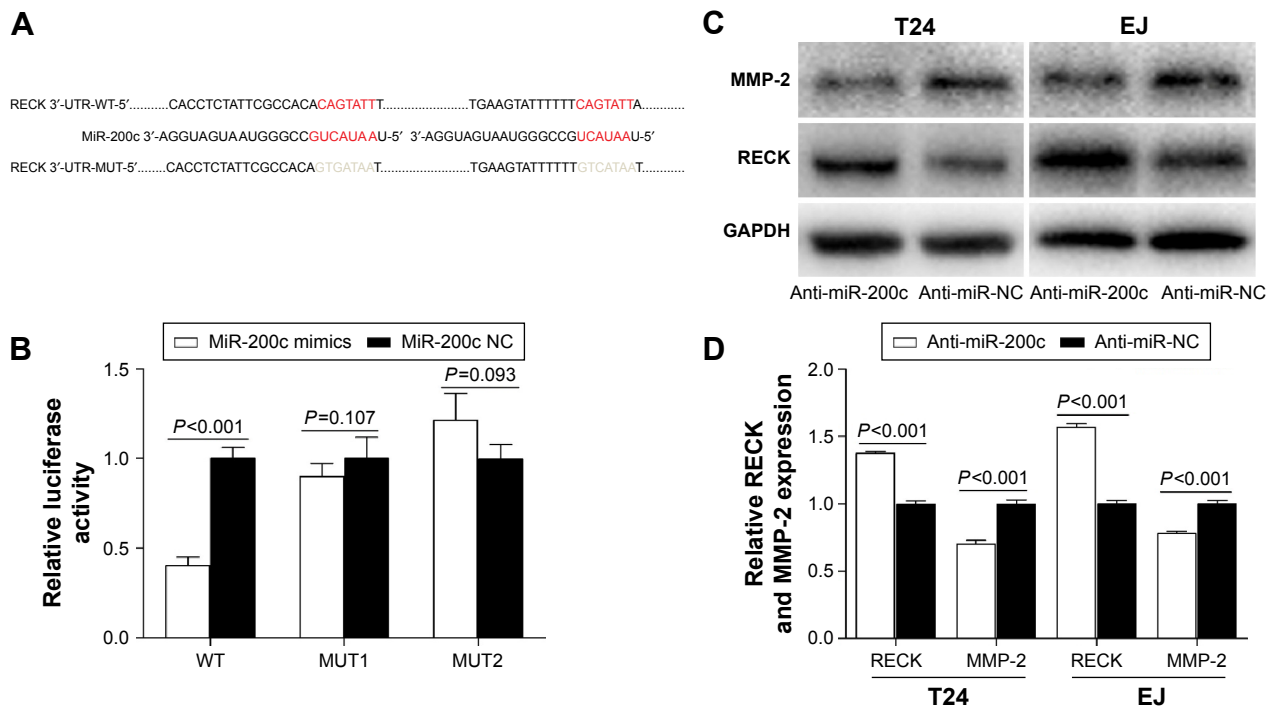 A
RECK 3′-UTR-WT-5′..........CACCTCTATTCGCCACACAGTATTT.......................TGAAGTATTTTTTCAGTATTA............
MiR-200c 3′-AGGUAGUAAUGGGCCGUCAUAAU-5′ 3′-AGGUAGUAAUGGGCCGUCAUAAU-5′
RECK 3′-UTR-MUT-5′.........CACCTCTATTCGCCACAGTGATAAT.......................TGAAGTATTTTTTGTCATAAT............
B
MiR-200c mimics
MiR-200c NC
Relative luciferase
activity
1.5
1.0
0.5
0.0
P<0.001
P=0.107
P=0.093
WT
MUT1
MUT2
C
T24
EJ
MMP-2
RECK
GAPDH
Anti-miR-200c
Anti-miR-NC
Anti-miR-200c
Anti-miR-NC
D
Anti-miR-200c
Anti-miR-NC
Relative RECK
and MMP-2 expression
2.0
1.5
1.0
0.5
0.0
P<0.001
P<0.001
P<0.001
P<0.001
RECK
MMP-2
RECK
MMP-2
T24
EJ